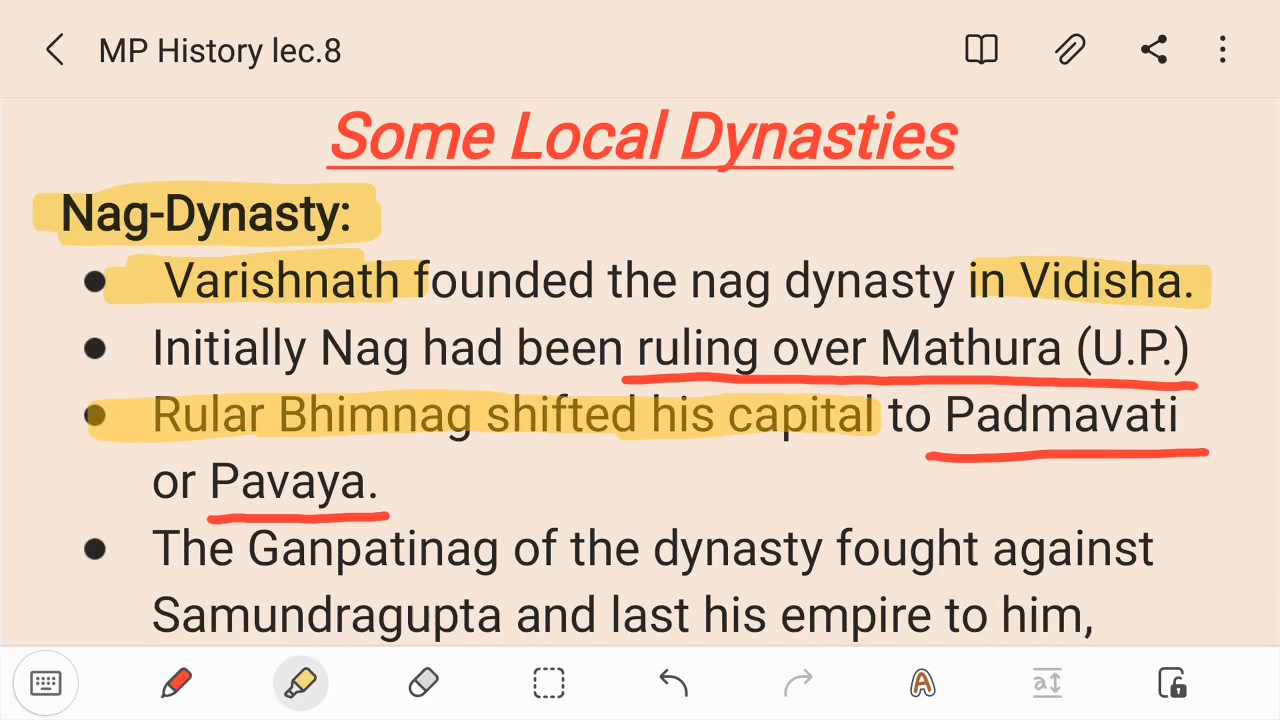 MP History lec.8
Some Local Dynasties
Nag-Dynasty:
● Varishnath founded the nag dynasty in Vidisha.
● Initially Nag had been ruling over Mathura (U.P.)
● Rular Bhimnag shifted his capital to Padmavati
or Pavaya.
● The Ganpatinag of the dynasty fought against
Samundragupta and last his empire to him,